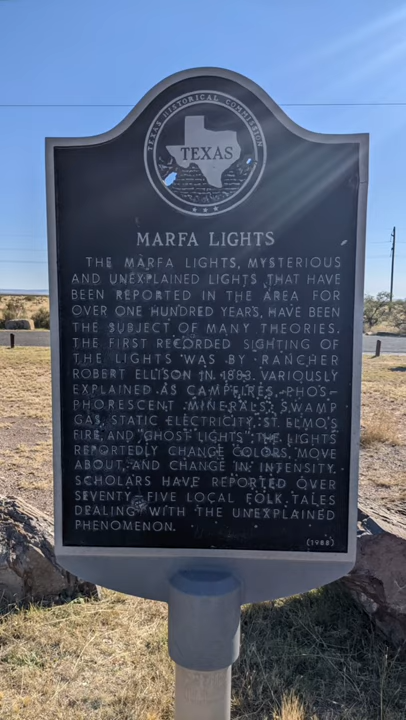 TEXAS HISTORICAL COMMISSION
TEXAS
MARFA LIGHTS
THE MARFA LIGHTS, MYSTERIOUS
AND UNEXPLAINED LIGHTS THAT HAVE
BEEN REPORTED IN THE AREA FOR
OVER ONE HUNDRED YEARS, HAVE BEEN
THE SUBJECT OF MANY THEORIES.
THE FIRST RECORDED SIGHTING OF
THE LIGHTS WAS BY RANCHER
ROBERT ELLISON IN 1883. VARIOUSLY
EXPLAINED AS CAMPFIRES, PHOS-
PHORESCENT MINERALS, SWAMP
GAS, STATIC ELECTRICITY, ST. ELMO'S
FIRE, AND "GHOST LIGHTS", THE LIGHTS
REPORTEDLY CHANGE COLORS, MOVE
ABOUT, AND CHANGE IN INTENSITY.
SCHOLARS HAVE REPORTED OVER
SEVENTY-FIVE LOCAL FOLK TALES
DEALING WITH THE UNEXPLAINED
PHENOMENON.
(1988)